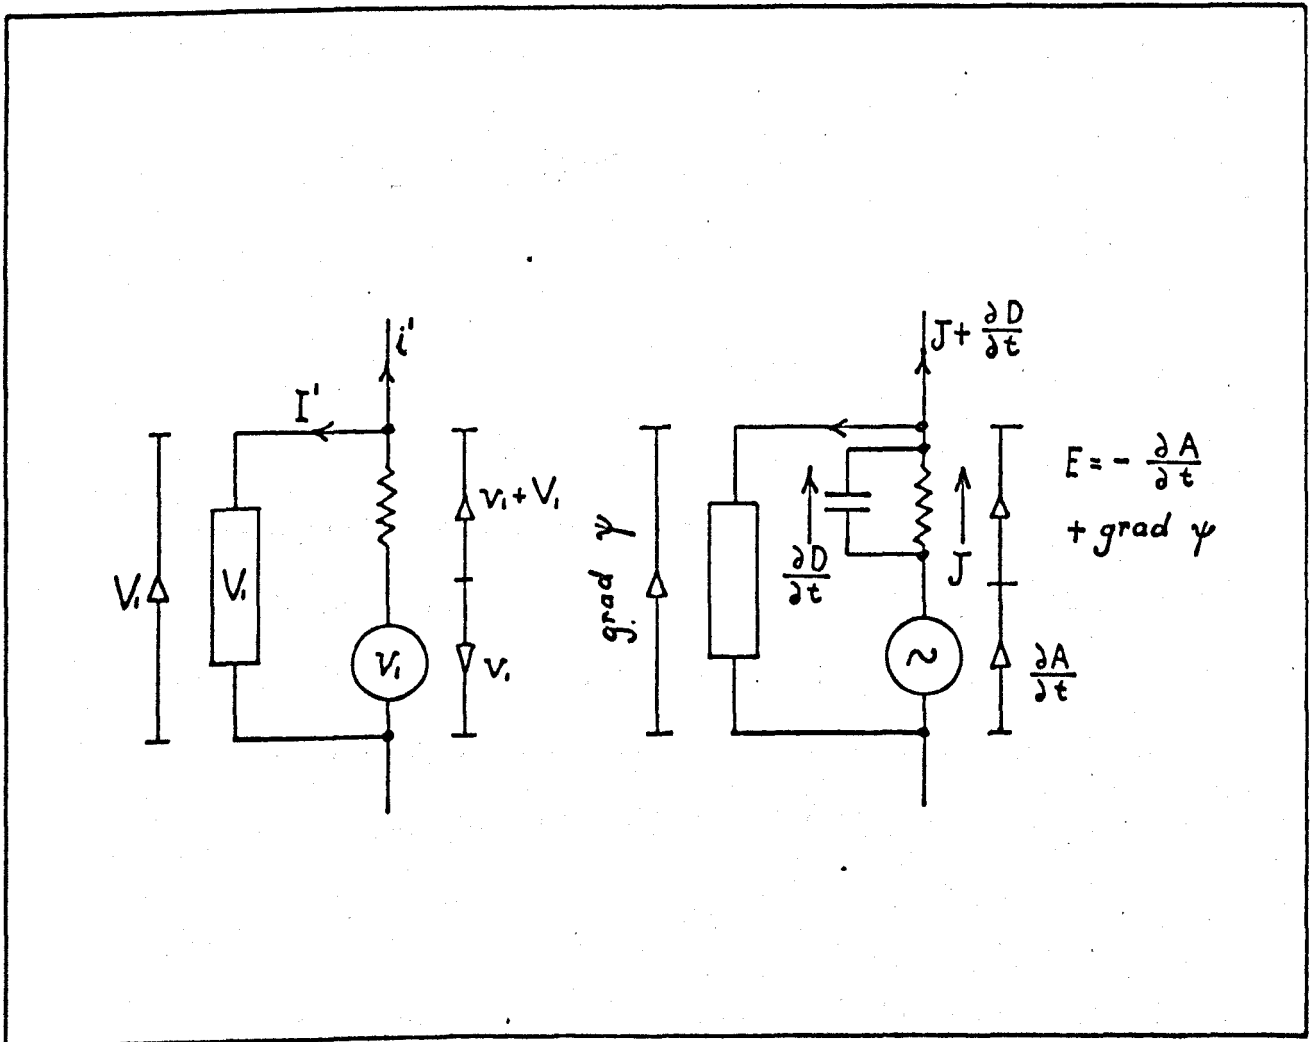 i'
I'
V₁
V₁
v₁
v₁ + V₁
v₁
J + ∂D/∂t
grad ψ
∂D/∂t
J
~
∂A/∂t
E = - ∂A/∂t
+ grad ψ